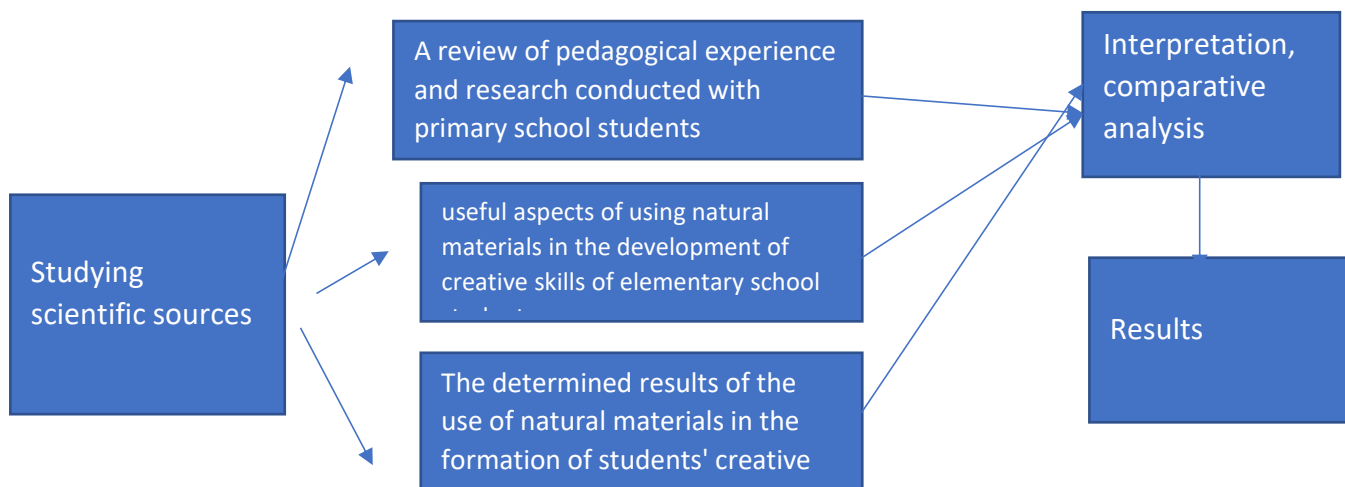 Studying
scientific sources
A review of pedagogical experience
and research conducted with
primary school students
useful aspects of using natural
materials in the development of
creative skills of elementary school
The determined results of the
use of natural materials in the
formation of students' creative
Interpretation,
comparative
analysis
Results